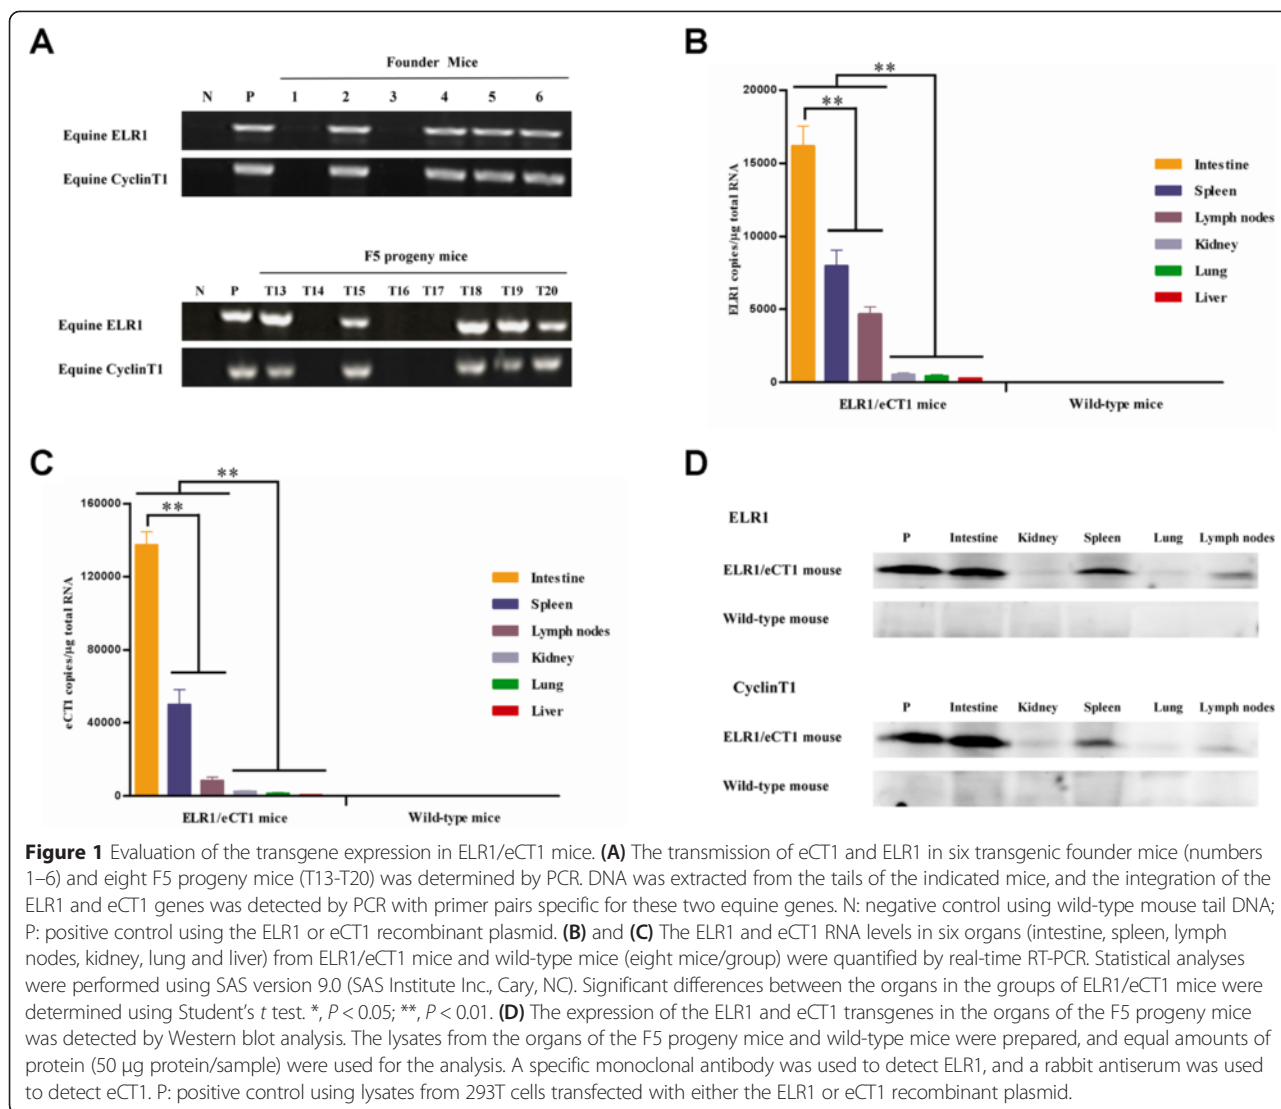 A
Founder Mice
N P 1 2 3 4 5 6
Equine ELR1
Equine CyclinT1
F5 progeny mice
N P T13 T14 T15 T16 T17 T18 T19 T20
Equine ELR1
Equine CyclinT1
B
**
**
20000
15000
10000
5000
0
ELR1 copies/μg total RNA
Intestine
Spleen
Lymph nodes
Kidney
Lung
Liver
ELR1/eCT1 mice Wild-type mice
C
**
**
160000
120000
80000
40000
0
eCT1 copies/μg total RNA
Intestine
Spleen
Lymph nodes
Kidney
Lung
Liver
ELR1/eCT1 mice Wild-type mice
D
ELR1
P Intestine Kidney Spleen Lung Lymph nodes
ELR1/eCT1 mouse
Wild-type mouse
CyclinT1
P Intestine Kidney Spleen Lung Lymph nodes
ELR1/eCT1 mouse
Wild-type mouse
Figure 1 Evaluation of the transgene expression in ELR1/eCT1 mice. (A) The transmission of eCT1 and ELR1 in six transgenic founder mice (numbers
1–6) and eight F5 progeny mice (T13-T20) was determined by PCR. DNA was extracted from the tails of the indicated mice, and the integration of the
ELR1 and eCT1 genes was detected by PCR with primer pairs specific for these two equine genes. N: negative control using wild-type mouse tail DNA;
P: positive control using the ELR1 or eCT1 recombinant plasmid. (B) and (C) The ELR1 and eCT1 RNA levels in six organs (intestine, spleen, lymph
nodes, kidney, lung and liver) from ELR1/eCT1 mice and wild-type mice (eight mice/group) were quantified by real-time RT-PCR. Statistical analyses
were performed using SAS version 9.0 (SAS Institute Inc., Cary, NC). Significant differences between the organs in the groups of ELR1/eCT1 mice were
determined using Student's t test. *, P < 0.05; **, P < 0.01. (D) The expression of the ELR1 and eCT1 transgenes in the organs of the F5 progeny mice
was detected by Western blot analysis. The lysates from the organs of the F5 progeny mice and wild-type mice were prepared, and equal amounts of
protein (50 μg protein/sample) were used for the analysis. A specific monoclonal antibody was used to detect ELR1, and a rabbit antiserum was used
to detect eCT1. P: positive control using lysates from 293T cells transfected with either the ELR1 or eCT1 recombinant plasmid.